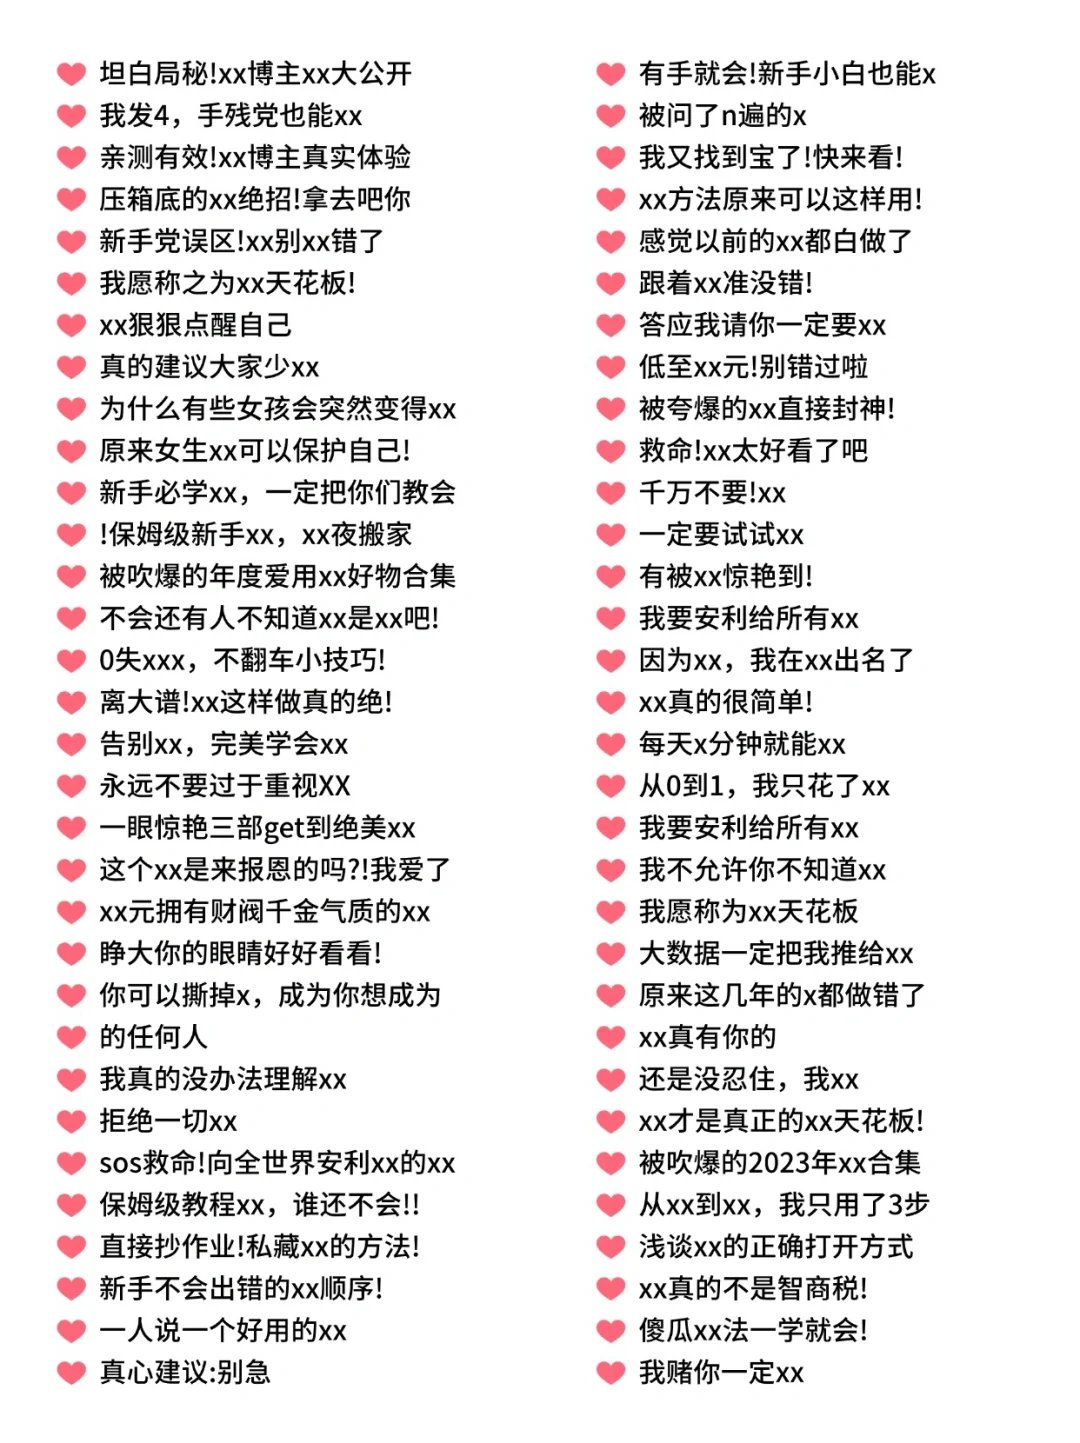 坦白局秘!xx博主xx大公开
我发4，手残党也能xx
亲测有效!xx博主真实体验
压箱底的xx绝招!拿去吧你
新手党误区!xx别xx错了
我愿称之为xx天花板!
xx狠狠点醒自己
真的建议大家少xx
为什么有些女孩会突然变得xx
原来女生xx可以保护自己!
新手必学xx，一定把你们教会
!保姆级新手xx，xx夜搬家
被吹爆的年度爱用xx好物合集
不会还有人不知道xx是xx吧!
0失xxx，不翻车小技巧!
离大谱!xx这样做真的绝!
告别xx，完美学会xx
永远不要过于重视XX
一眼惊艳三部get到绝美xx
这个xx是来报恩的吗?!我爱了
xx元拥有财阀千金气质的xx
睁大你的眼睛好好看看!
你可以撕掉x，成为你想成为
的任何人
我真的没办法理解xx
拒绝一切xx
sos救命!向全世界安利xx的xx
保姆级教程xx，谁还不会!!
直接抄作业!私藏xx的方法!
新手不会出错的xx顺序!
一人说一个好用的xx
真心建议:别急
有手就会!新手小白也能x
被问了n遍的x
我又找到宝了!快来看!
xx方法原来可以这样用!
感觉以前的xx都白做了
跟着xx准没错!
答应我请你一定要xx
低至xx元!别错过啦
被夸爆的xx直接封神!
救命!xx太好看了吧
千万不要!xx
一定要试试xx
有被xx惊艳到!
我要安利给所有xx
因为xx，我在xx出名了
xx真的很简单!
每天x分钟就能xx
从0到1，我只花了xx
我要安利给所有xx
我不允许你不知道xx
我愿称为xx天花板
大数据一定把我推给xx
原来这几年的x都做错了
xx真有你的
还是没忍住，我xx
xx才是真正的xx天花板!
被吹爆的2023年xx合集
从xx到xx，我只用了3步
浅谈xx的正确打开方式
xx真的不是智商税!
傻瓜xx法一学就会!
我赌你一定xx